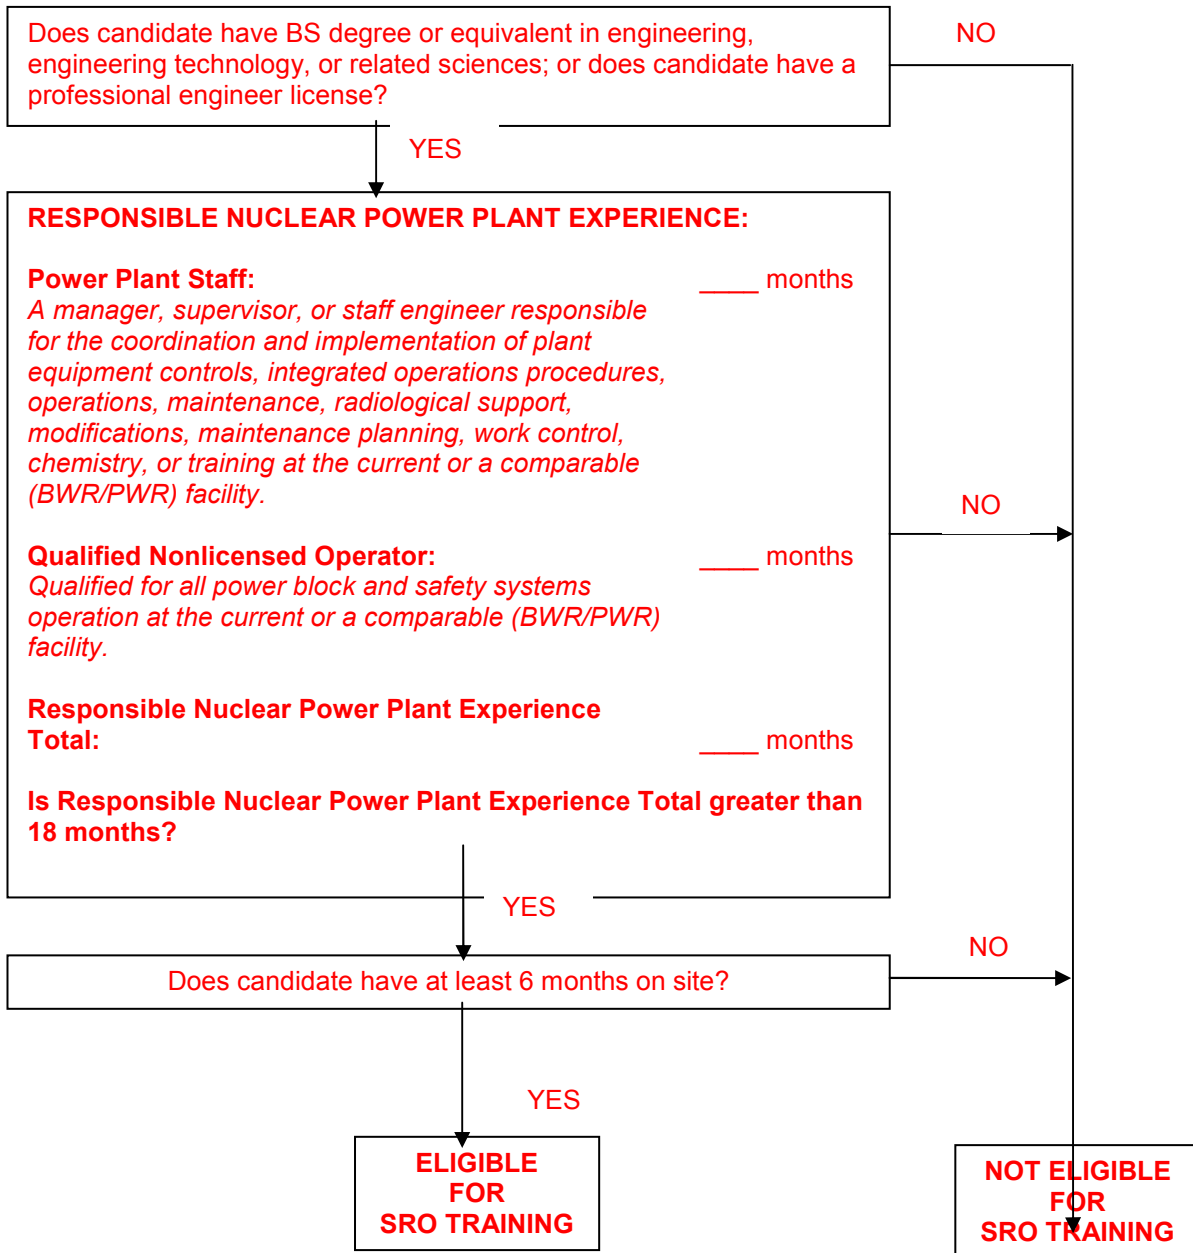 Does candidate have BS degree or equivalent in engineering,
engineering technology, or related sciences; or does candidate have a
professional engineer license?
NO
YES
RESPONSIBLE NUCLEAR POWER PLANT EXPERIENCE:
Power Plant Staff: ____ months
A manager, supervisor, or staff engineer responsible
for the coordination and implementation of plant
equipment controls, integrated operations procedures,
operations, maintenance, radiological support,
modifications, maintenance planning, work control,
chemistry, or training at the current or a comparable
(BWR/PWR) facility.
NO
Qualified Nonlicensed Operator: ____ months
Qualified for all power block and safety systems
operation at the current or a comparable (BWR/PWR)
facility.
Responsible Nuclear Power Plant Experience
Total: ____ months
Is Responsible Nuclear Power Plant Experience Total greater than
18 months?
YES
NO
Does candidate have at least 6 months on site?
YES
ELIGIBLE
FOR
SRO TRAINING
NOT ELIGIBLE
FOR
SRO TRAINING